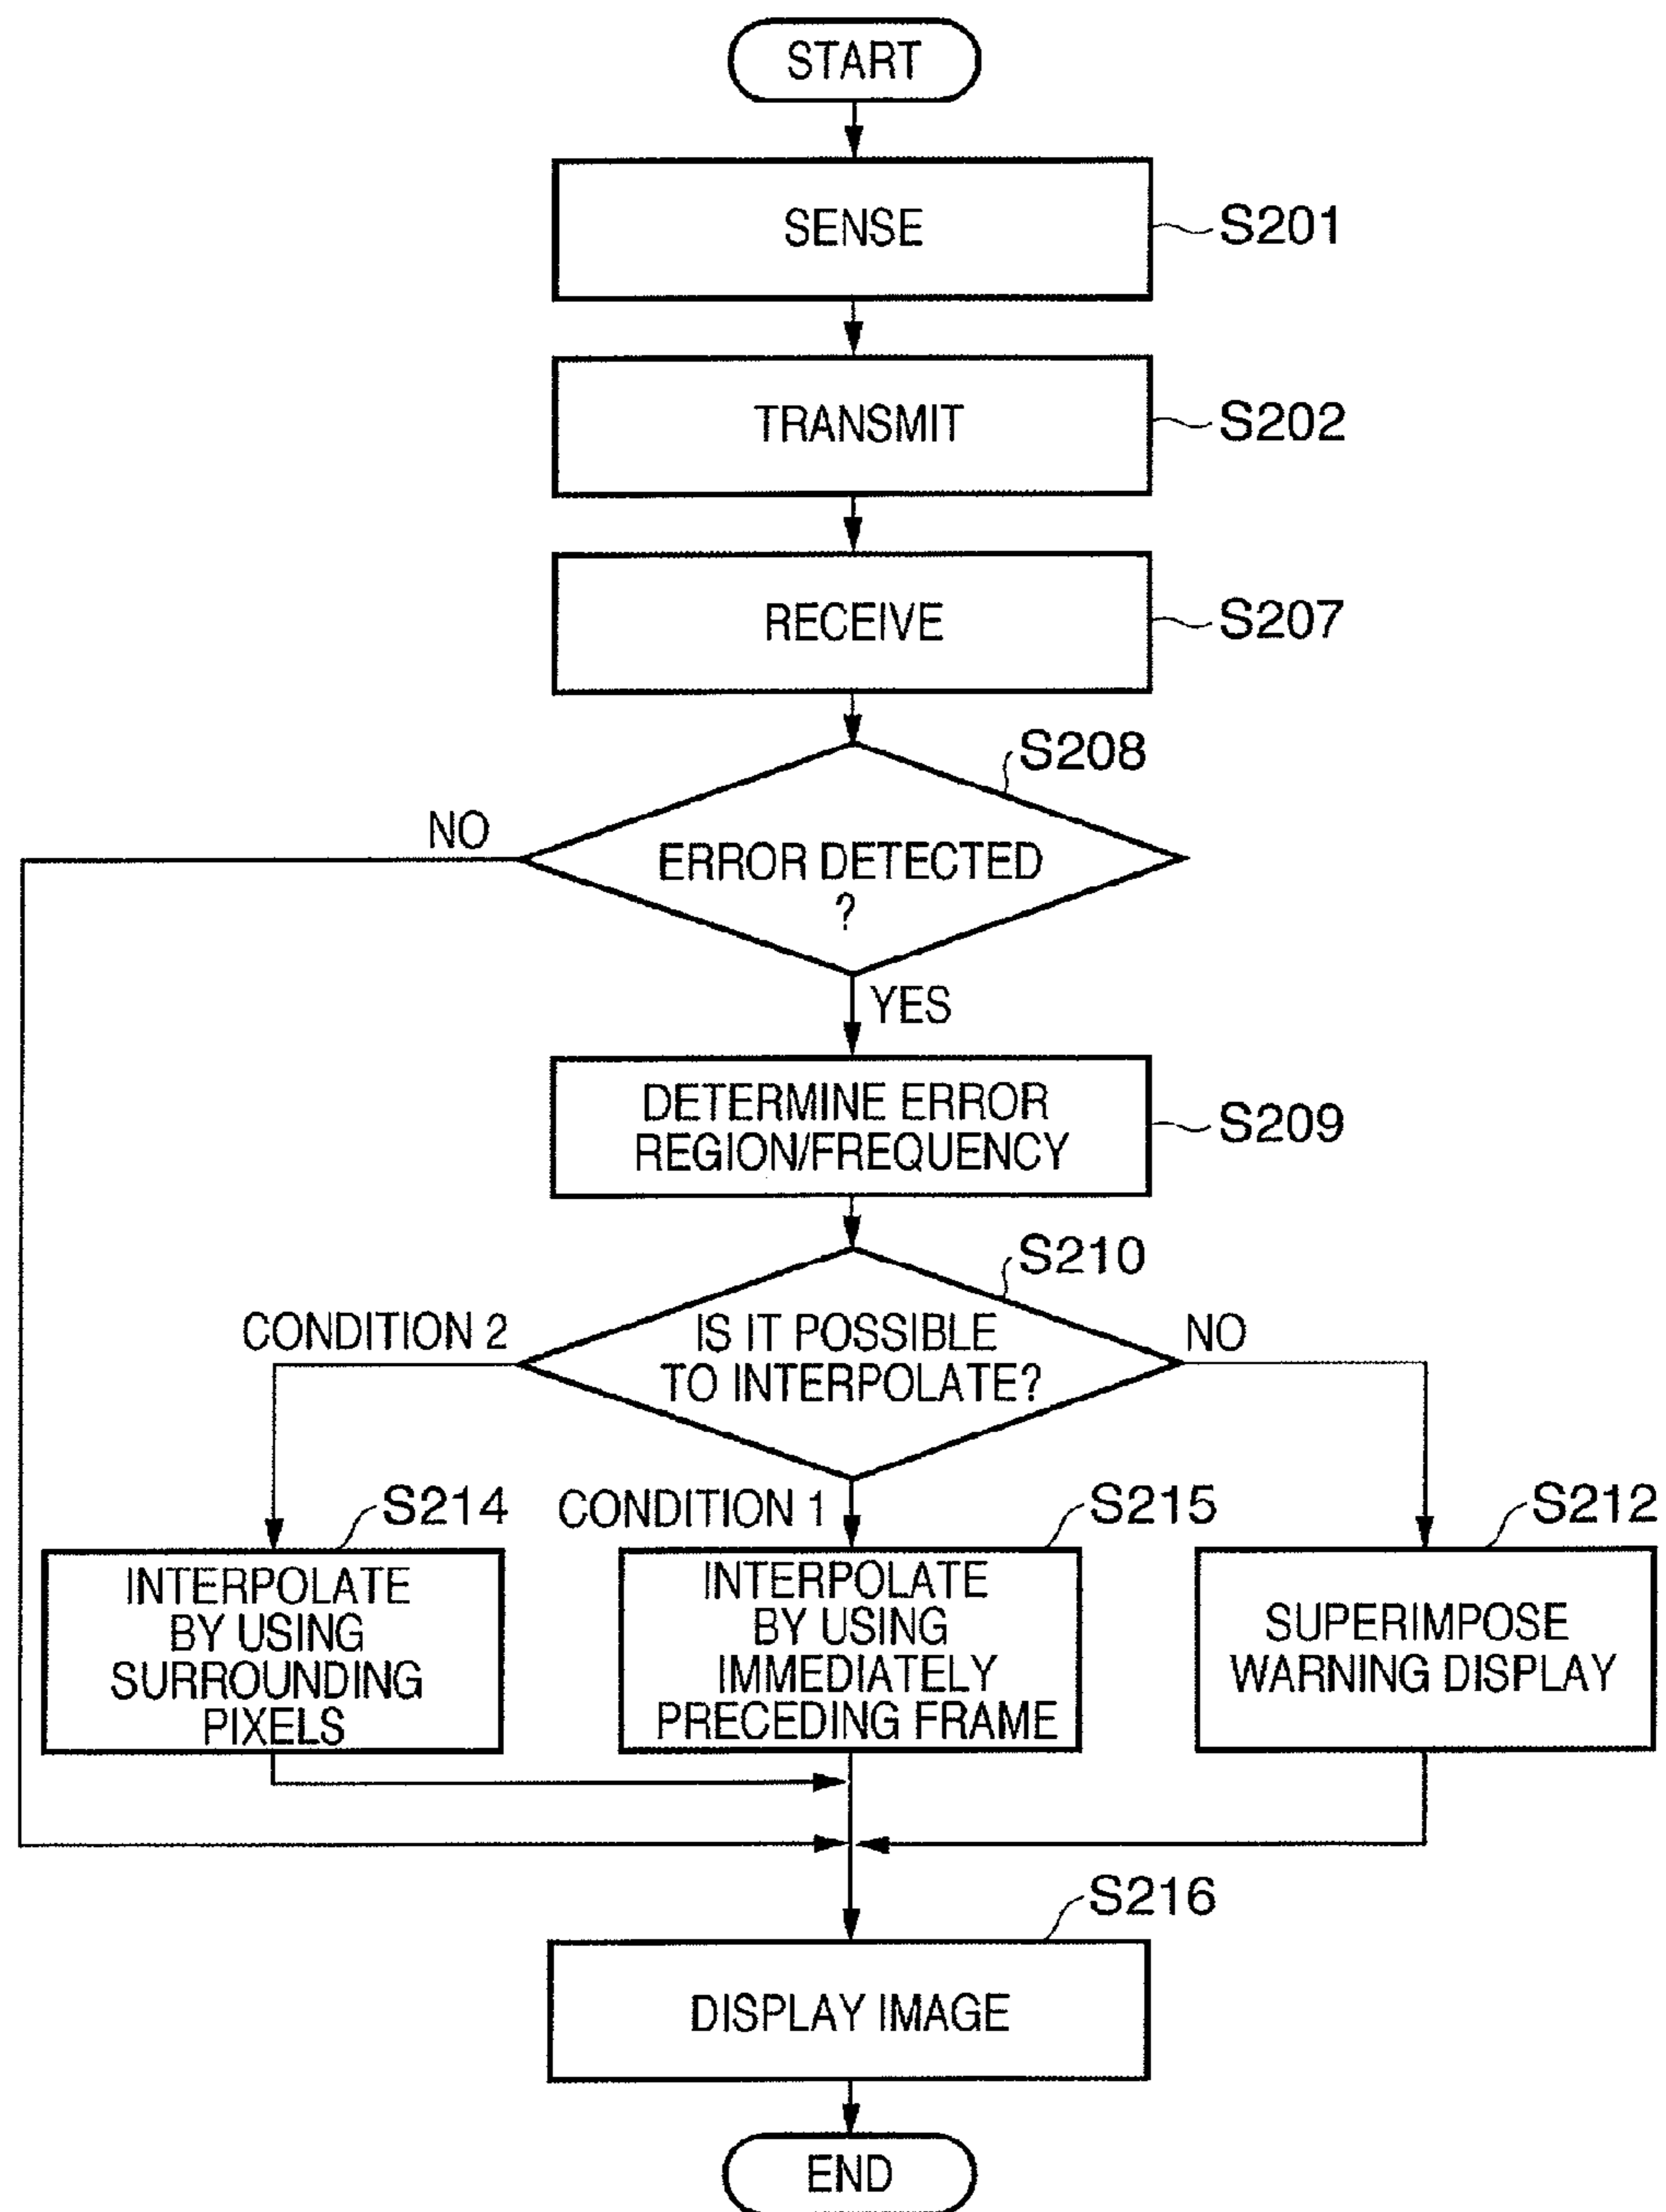 START
SENSE
S201
TRANSMIT
S202
RECEIVE
S207
S208
NO
ERROR DETECTED
?
YES
DETERMINE ERROR
REGION/FREQUENCY
S209
S210
CONDITION 2
IS IT POSSIBLE
TO INTERPOLATE?
NO
S214
CONDITION 1
S215
S212
INTERPOLATE
BY USING
SURROUNDING
PIXELS
INTERPOLATE
BY USING
IMMEDIATELY
PRECEDING FRAME
SUPERIMPOSE
WARNING DISPLAY
S216
DISPLAY IMAGE
END